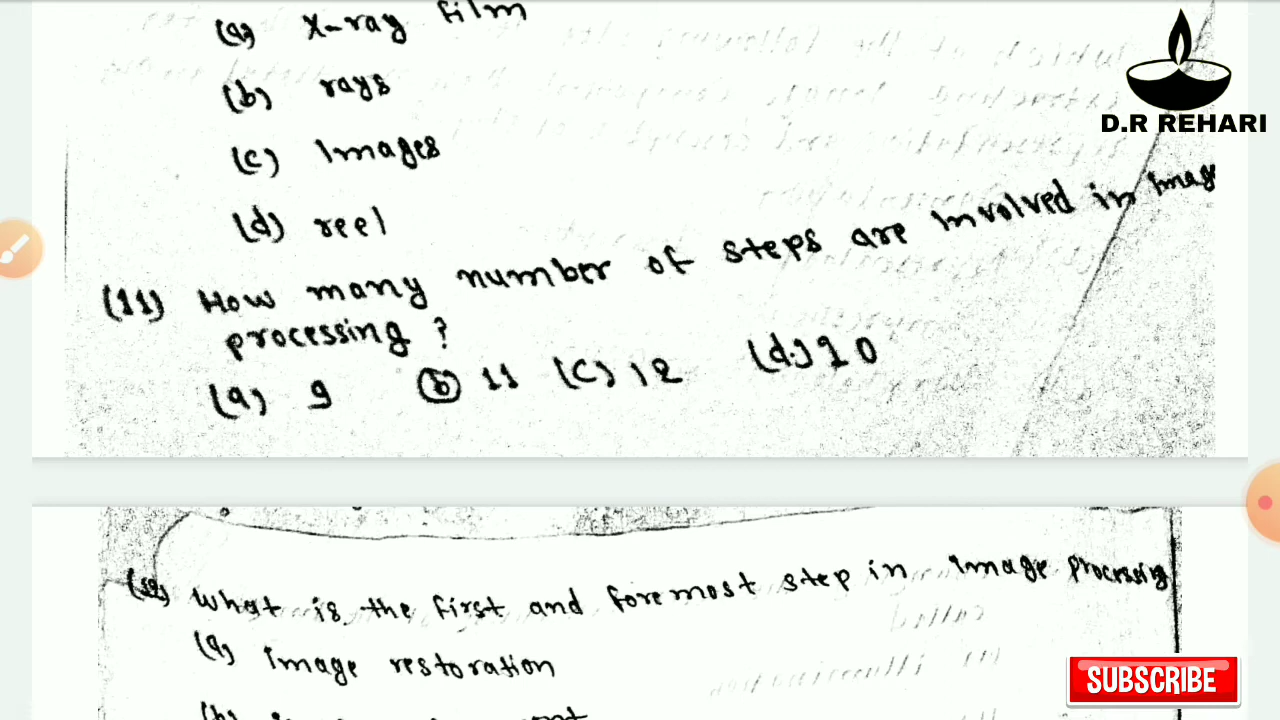 (a) X-ray film
(b) rays
(c) Images
(d) reel
D.R REHARI
(11) How many number of steps are involved in imag
processing ?
(a) 9 (b) 11 (c) 12 (d) 10
(12) What is the first and foremost step in image processing
(a) image restoration
(b)
SUBSCRIBE